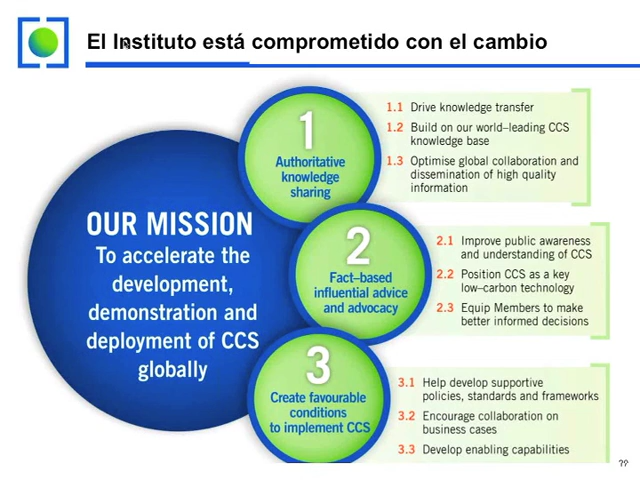 El Instituto está comprometido con el cambio
OUR MISSION
To accelerate the
development,
demonstration and
deployment of CCS
globally
1
Authoritative
knowledge
sharing
1.1 Drive knowledge transfer
1.2 Build on our world–leading CCS
knowledge base
1.3 Optimise global collaboration and
dissemination of high quality
information
2
Fact–based
influential advice
and advocacy
2.1 Improve public awareness
and understanding of CCS
2.2 Position CCS as a key
low–carbon technology
2.3 Equip Members to make
better informed decisions
3
Create favourable
conditions
to implement CCS
3.1 Help develop supportive
policies, standards and frameworks
3.2 Encourage collaboration on
business cases
3.3 Develop enabling capabilities